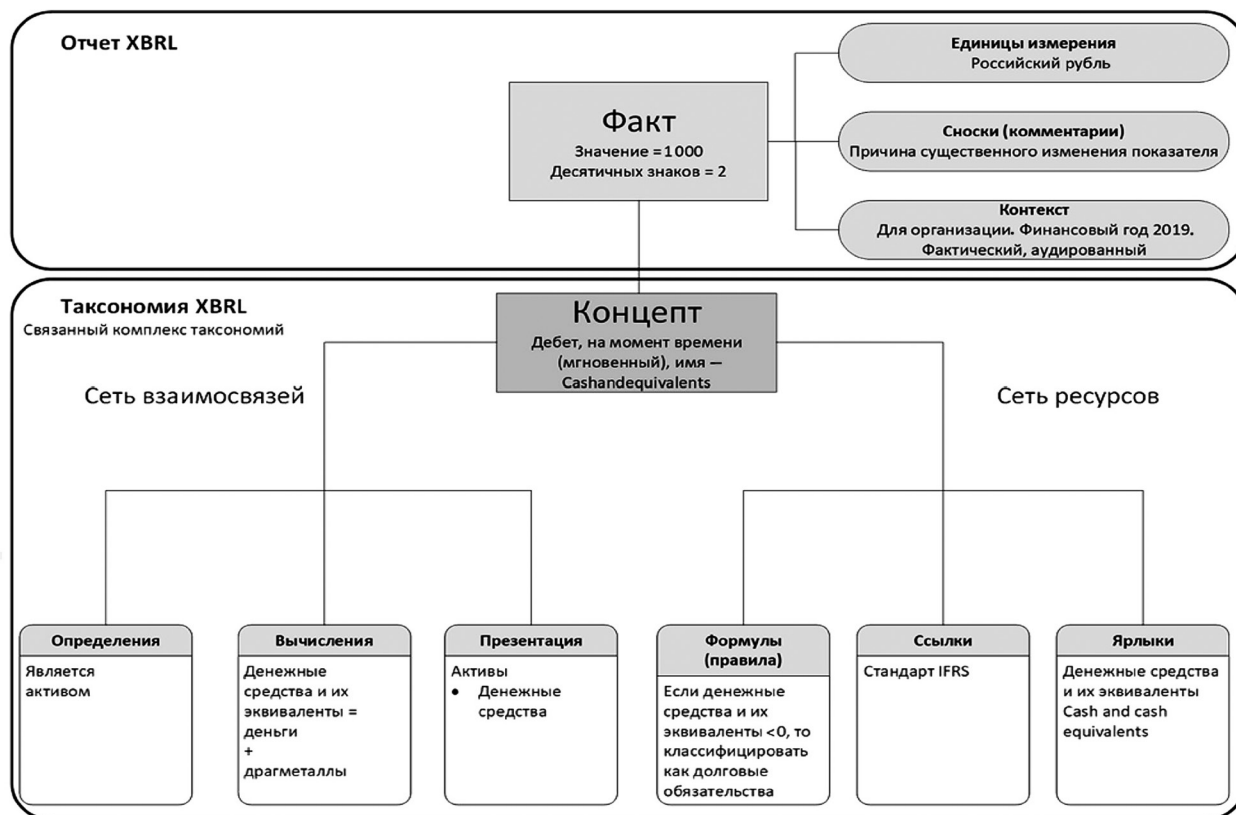 Отчет XBRL
Единицы измерения
Российский рубль
Факт
Значение = 1000
Десятичных знаков = 2
Сноски (комментарии)
Причина существенного изменения показателя
Контекст
Для организации. Финансовый год 2019.
Фактический, аудированный
Таксономия XBRL
Связанный комплекс таксономий
Концепт
Дебет, на момент времени
(мгновенный), имя —
Cashandequivalents
Сеть взаимосвязей
Сеть ресурсов
Определения
Является
активом
Вычисления
Денежные
средства и их
эквиваленты =
деньги
+
драгметаллы
Презентация
Активы
• Денежные
средства
Формулы
(правила)
Если денежные
средства и их
эквиваленты <0, то
классифицировать
как долговые
обязательства
Ссылки
Стандарт IFRS
Ярлыки
Денежные средства
и их эквиваленты
Cash and cash
equivalents